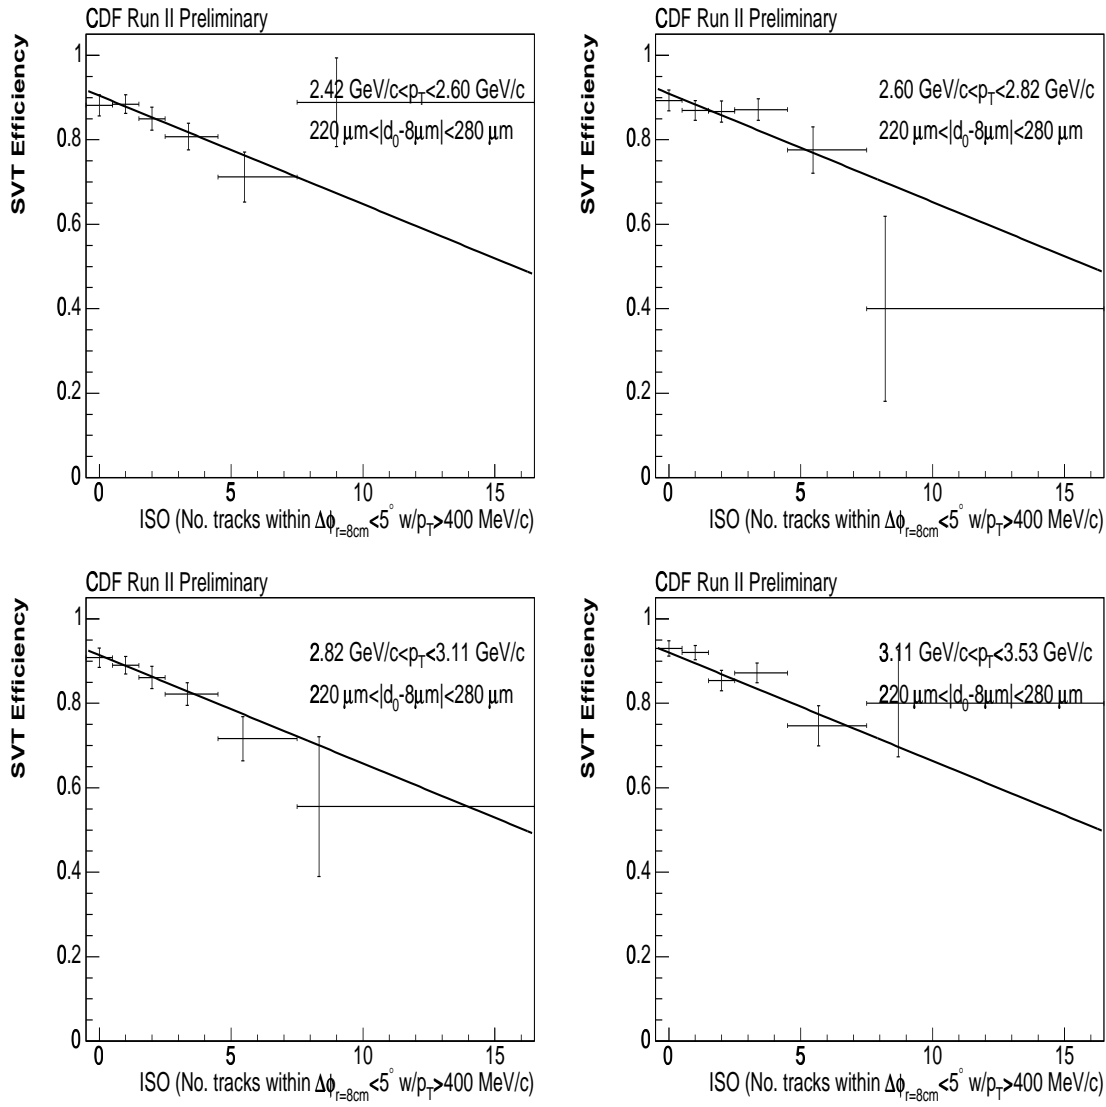 CDF Run II Preliminary
SVT Efficiency
1
0.8
0.6
0.4
0.2
0
2.42 GeV/c<p_T<2.60 GeV/c
220 μm<|d_0-8μm|<280 μm
0 5 10 15
ISO (No. tracks within Δϕ_r=8cm<5° w/p_T>400 MeV/c)
CDF Run II Preliminary
SVT Efficiency
1
0.8
0.6
0.4
0.2
0
2.60 GeV/c<p_T<2.82 GeV/c
220 μm<|d_0-8μm|<280 μm
0 5 10 15
ISO (No. tracks within Δϕ_r=8cm<5° w/p_T>400 MeV/c)
CDF Run II Preliminary
SVT Efficiency
1
0.8
0.6
0.4
0.2
0
2.82 GeV/c<p_T<3.11 GeV/c
220 μm<|d_0-8μm|<280 μm
0 5 10 15
ISO (No. tracks within Δϕ_r=8cm<5° w/p_T>400 MeV/c)
CDF Run II Preliminary
SVT Efficiency
1
0.8
0.6
0.4
0.2
0
3.11 GeV/c<p_T<3.53 GeV/c
220 μm<|d_0-8μm|<280 μm
0 5 10 15
ISO (No. tracks within Δϕ_r=8cm<5° w/p_T>400 MeV/c)